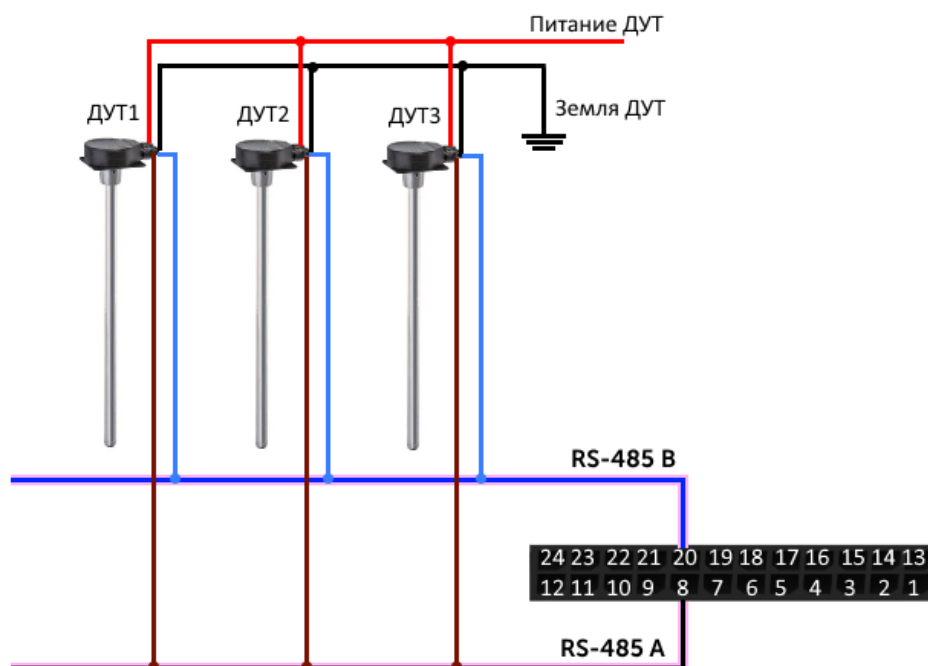 Питание ДУТ
Земля ДУТ
ДУТ1
ДУТ2
ДУТ3
RS-485 B
24 23 22 21 20 19 18 17 16 15 14 13
12 11 10 9 8 7 6 5 4 3 2 1
RS-485 A